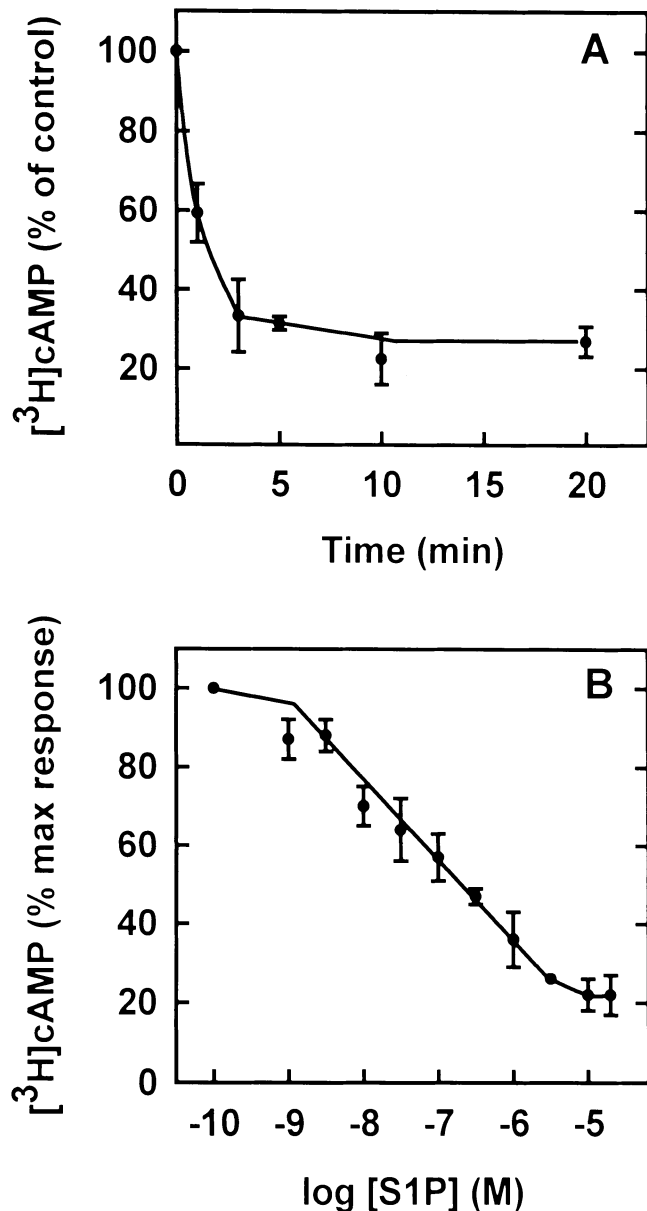 A
[³H]cAMP (% of control)
100
80
60
40
20
0 5 10 15 20
Time (min)
B
[³H]cAMP (% max response)
100
80
60
40
20
0
-10 -9 -8 -7 -6 -5
log [S1P] (M)